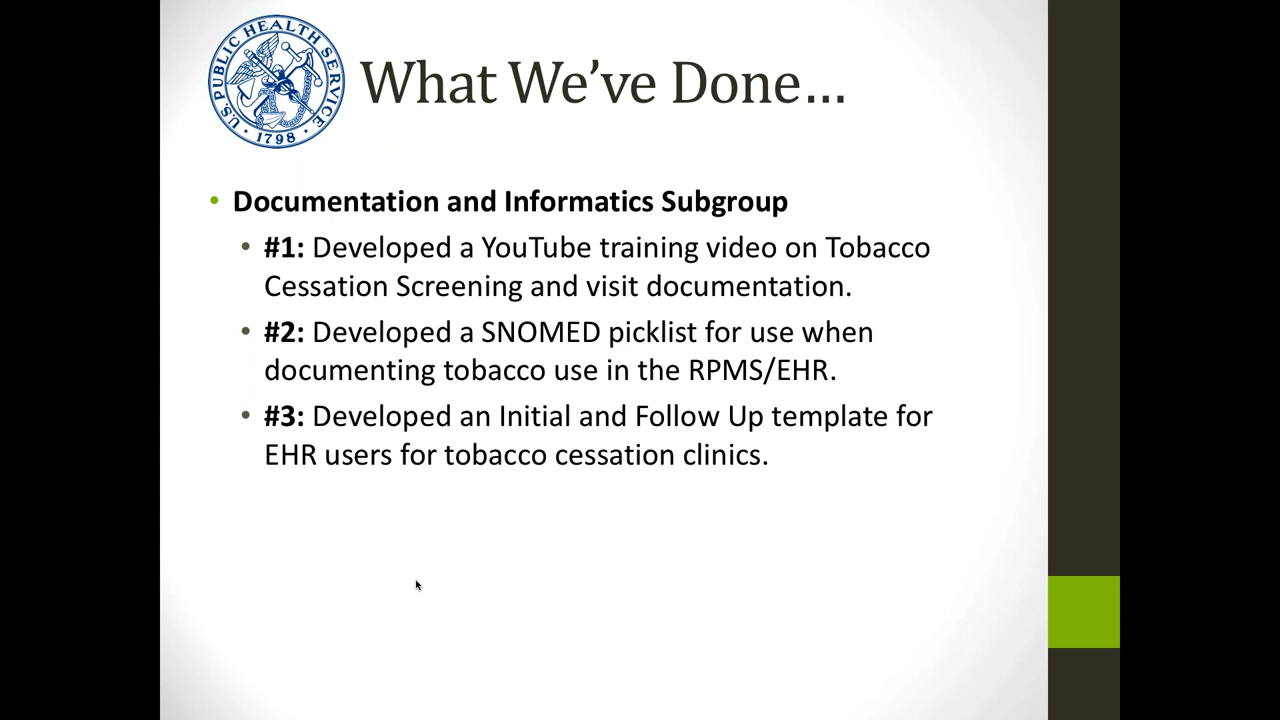 U.S. PUBLIC HEALTH SERVICE
1798
What We’ve Done…
• Documentation and Informatics Subgroup
• #1: Developed a YouTube training video on Tobacco
Cessation Screening and visit documentation.
• #2: Developed a SNOMED picklist for use when
documenting tobacco use in the RPMS/EHR.
• #3: Developed an Initial and Follow Up template for
EHR users for tobacco cessation clinics.